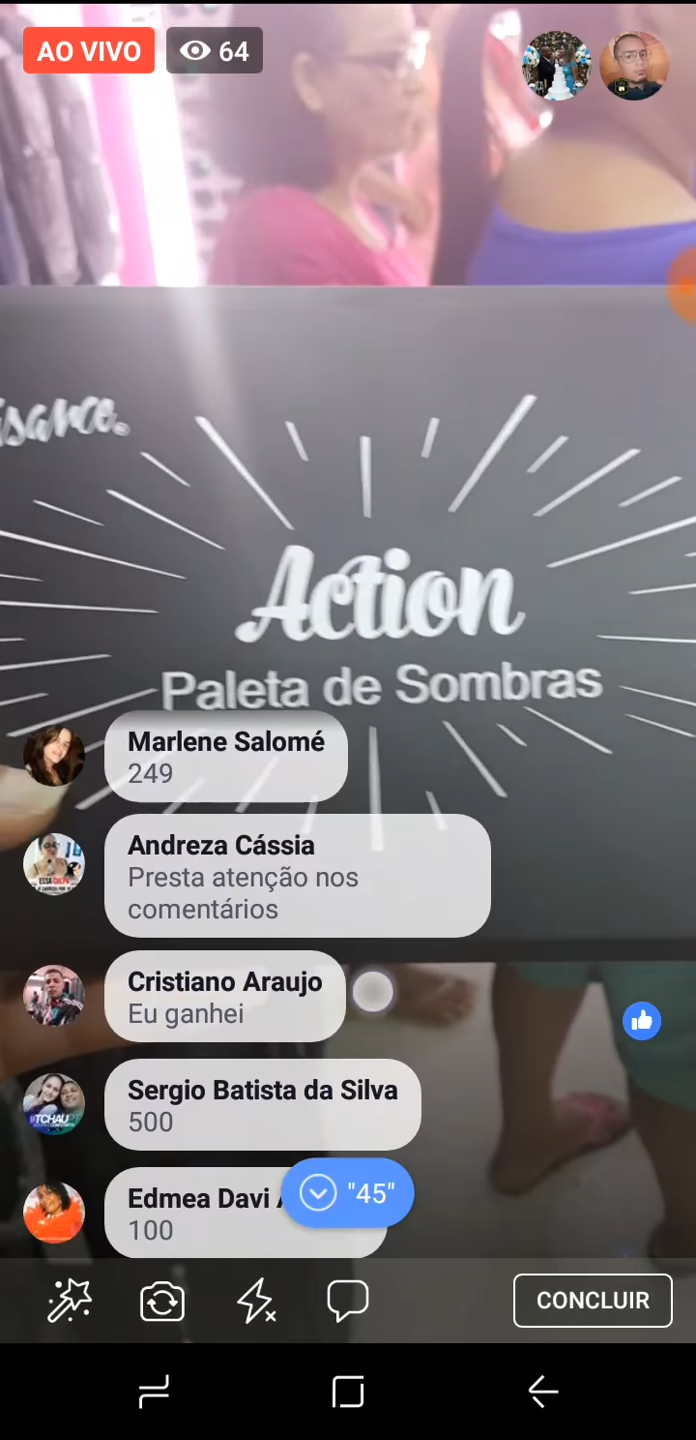 AO VIVO
64
Action
Paleta de Sombras
Marlene Salomé
249
Andreza Cássia
Presta atenção nos
comentários
Cristiano Araujo
Eu ganhei
Sergio Batista da Silva
500
Edmea Davi
"45"
100
CONCLUIR